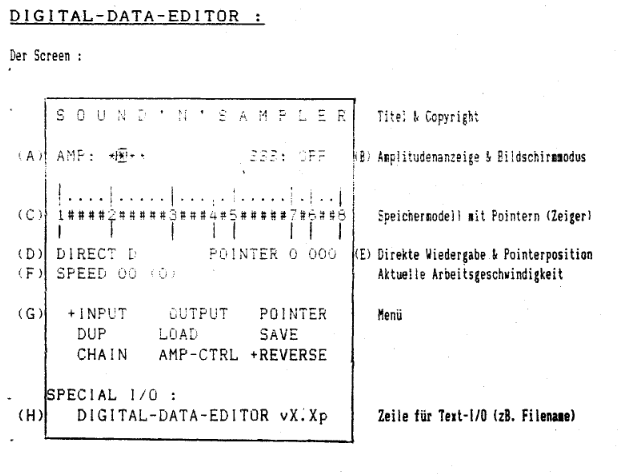 DIGITAL-DATA-EDITOR :
Der Screen :
SOUND'N'SAMPLER Titel & Copyright
(A) AMP: OFF (B) Amplitudenanzeige & Bildschirmmodus
(C) 1####2#####3###4#5#####7#6##8 Speichermodell mit Pointern (Zeiger)
(D) DIRECT D POINTER 0 000 (E) Direkte Wiedergabe & Pointerposition
(F) SPEED 00 (0) Aktuelle Arbeitsgeschwindigkeit
(G) +INPUT OUTPUT POINTER Menü
DUP LOAD SAVE
CHAIN AMP-CTRL +REVERSE
SPECIAL I/O :
(H) DIGITAL-DATA-EDITOR vX.Xp Zeile für Text-I/O (zB. Filename)